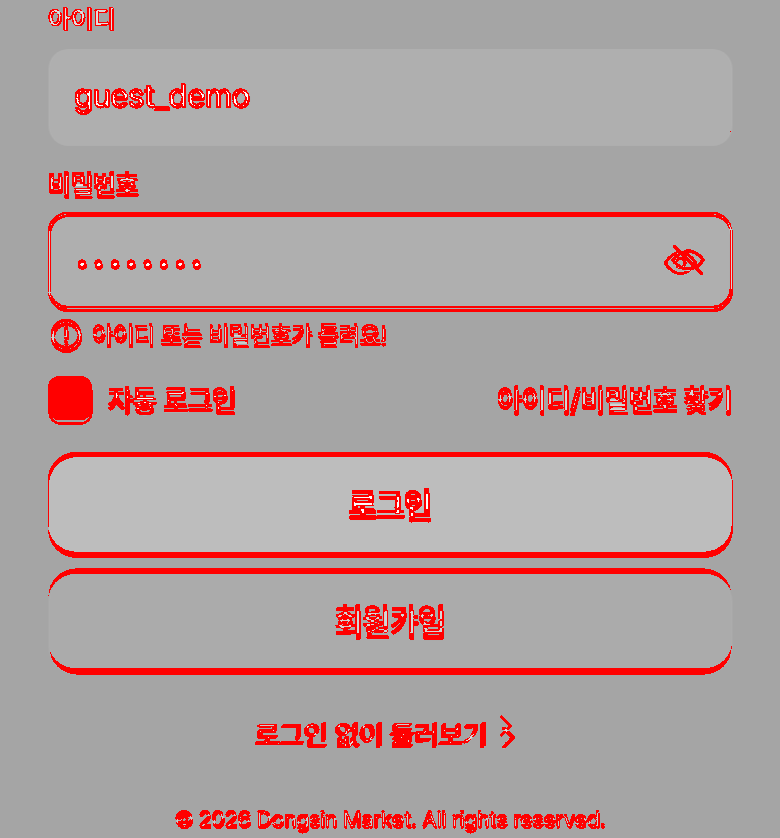 아이디
guest_demo
비밀번호
아이디 또는 비밀번호가 틀려요!
자동 로그인
아이디/비밀번호 찾기
로그인
회원가입
로그인 없이 둘러보기
© 2026 Dongsin Market. All rights reserved.